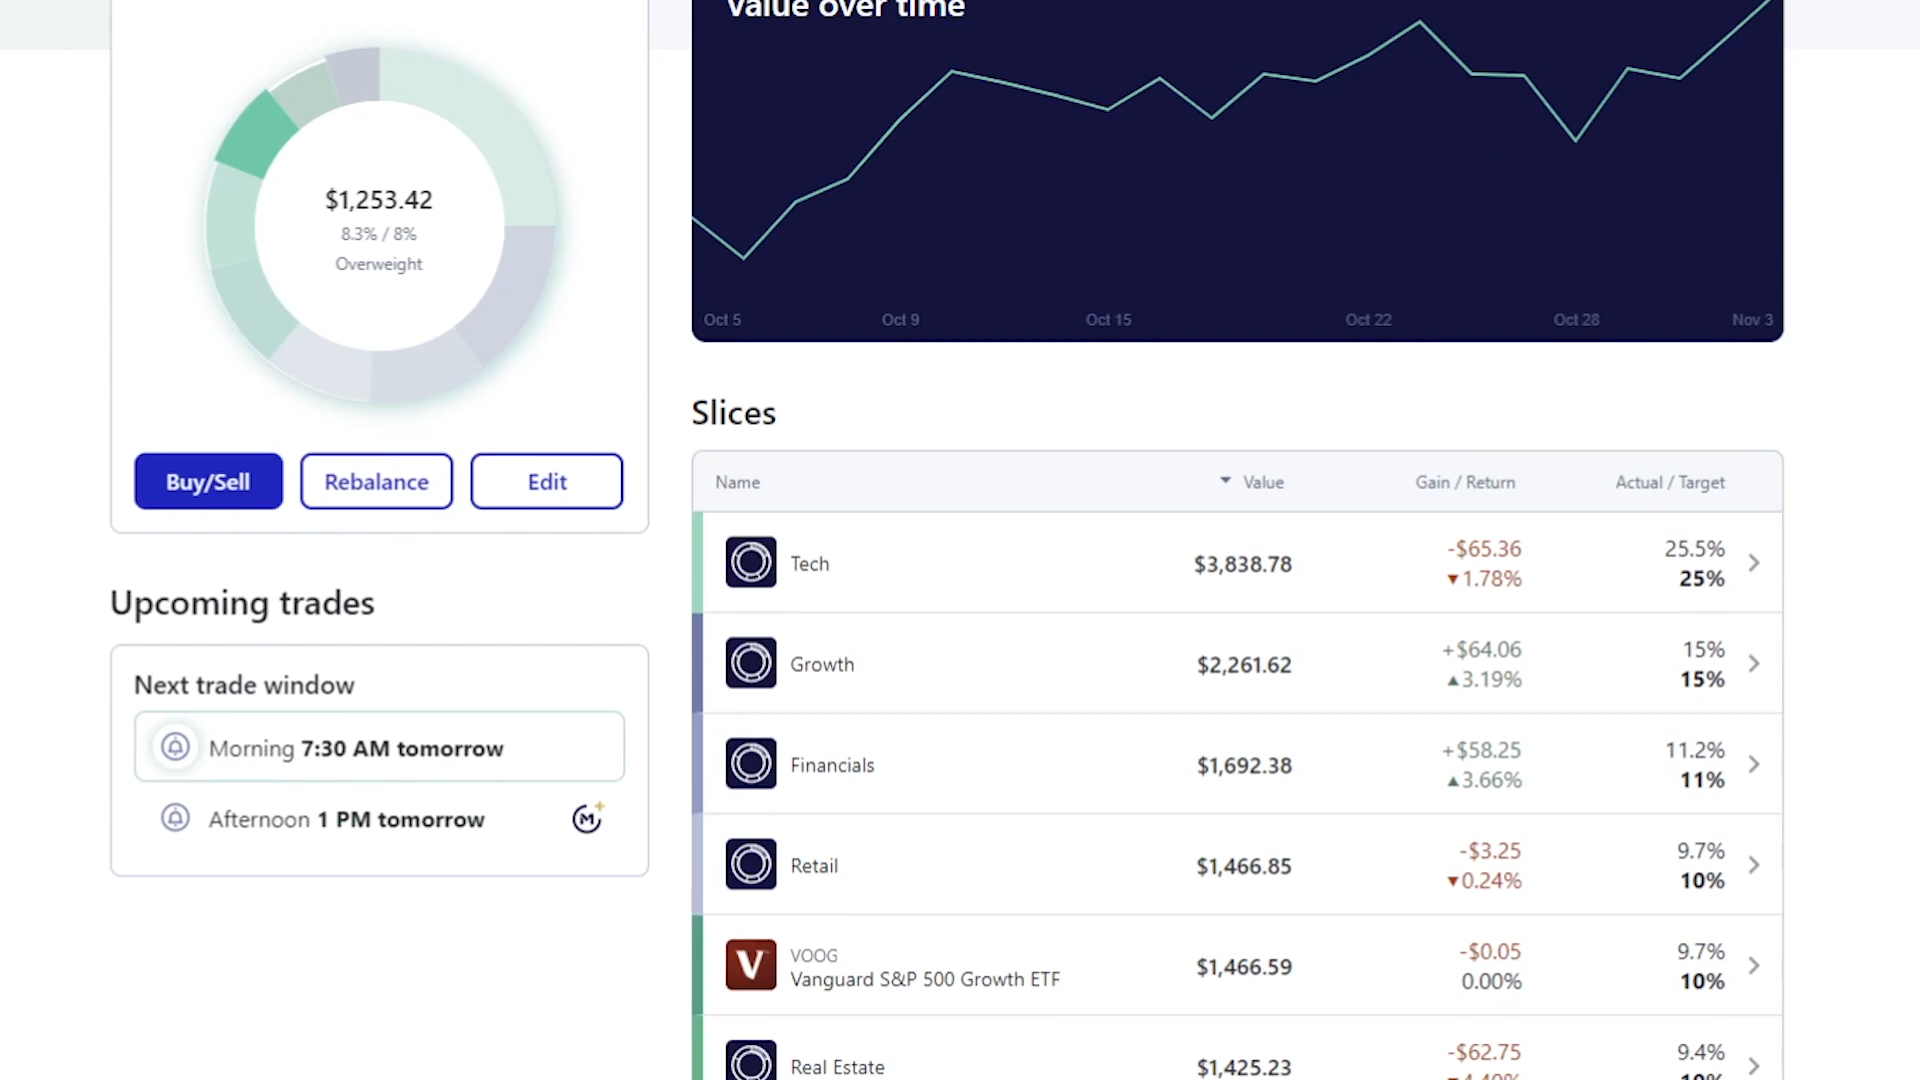 Value over time
$1,253.42
8.3% / 8%
Overweight
Buy/Sell
Rebalance
Edit
Oct 5
Oct 9
Oct 15
Oct 22
Oct 28
Nov 3
Upcoming trades
Next trade window
Morning 7:30 AM tomorrow
Afternoon 1 PM tomorrow
M
Slices
Name
Value
Gain / Return
Actual / Target
Tech
$3,838.78
-$65.36
▼1.78%
25.5%
25%
Growth
$2,261.62
+$64.06
▲3.19%
15%
15%
Financials
$1,692.38
+$58.25
▲3.66%
11.2%
11%
Retail
$1,466.85
-$3.25
▼0.24%
9.7%
10%
V
VOOG
Vanguard S&P 500 Growth ETF
$1,466.59
-$0.05
0.00%
9.7%
10%
Real Estate
$1,425.23
-$62.75
9.4%